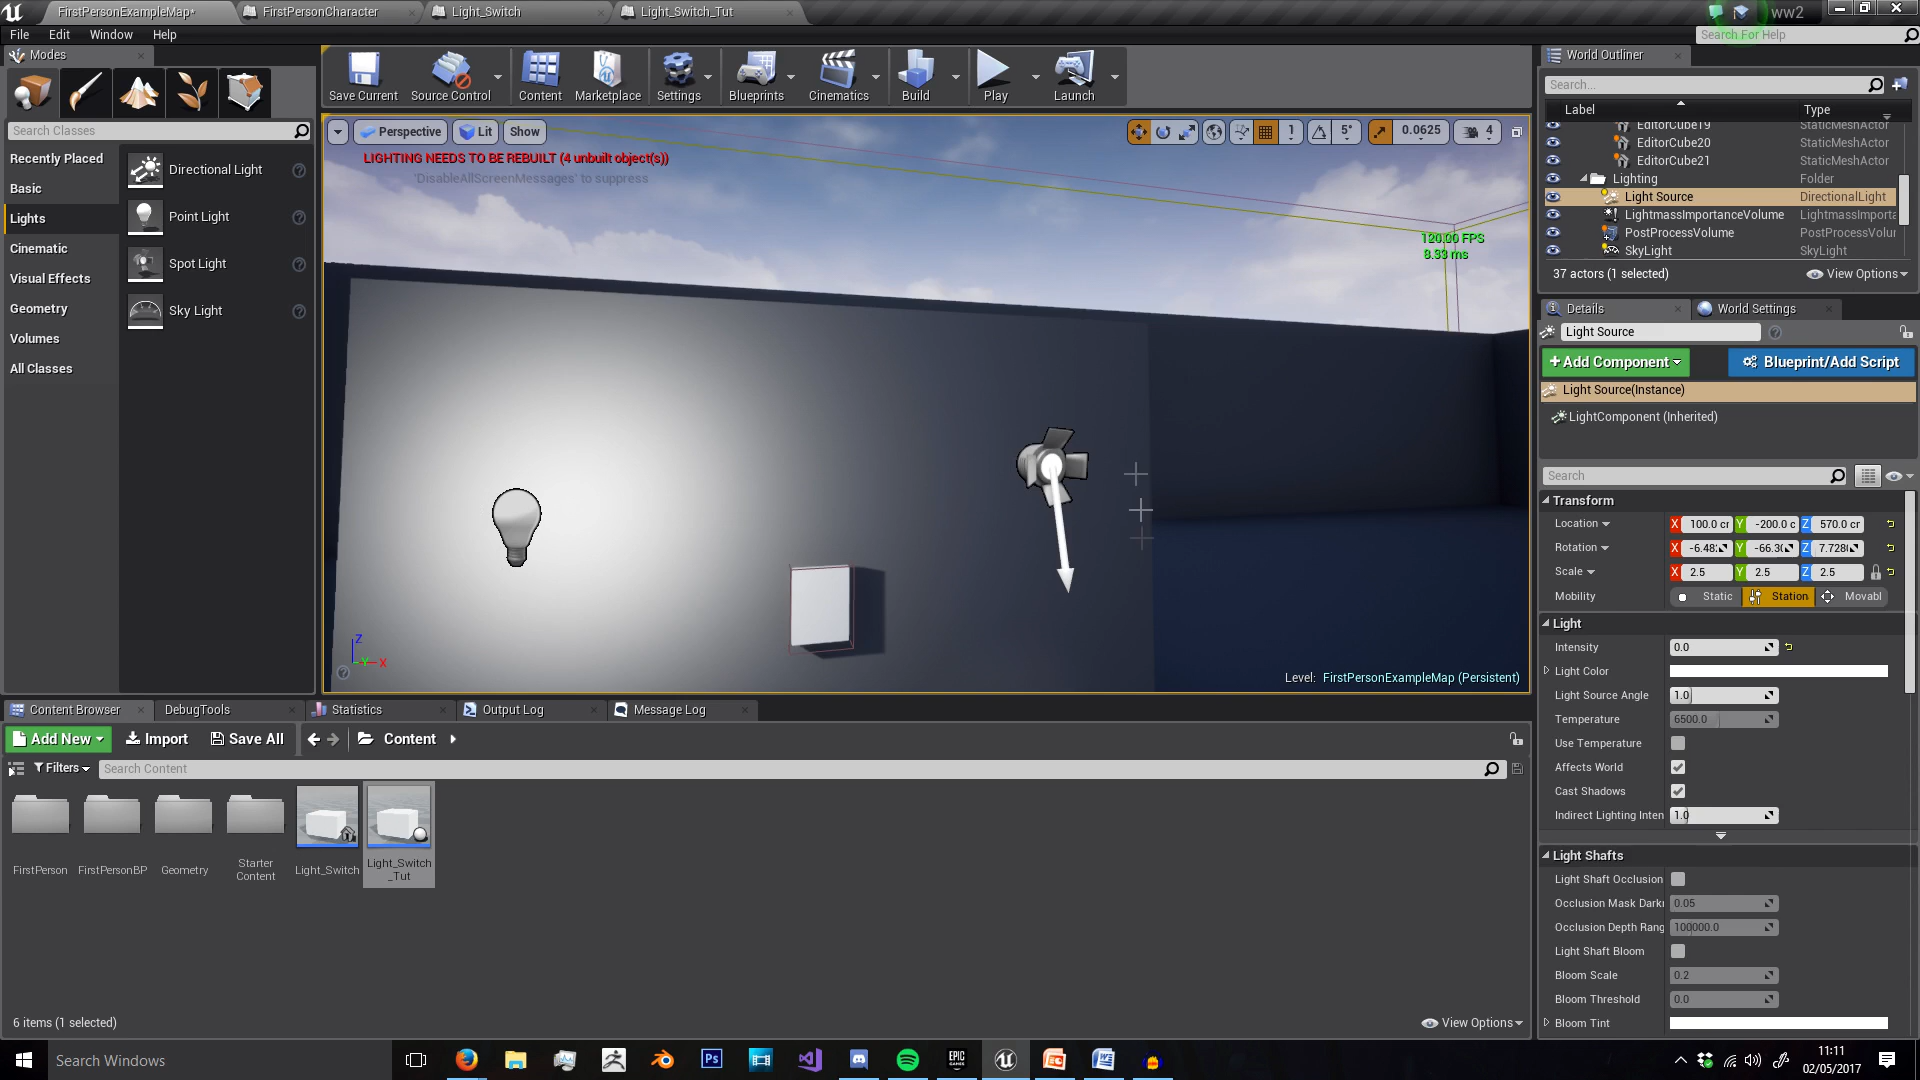 FirstPersonExampleMap*
FirstPersonCharacter
Light_Switch
Light_Switch_Tut
ww2
File
Edit
Window
Help
Search For Help
Modes
Search Classes
Recently Placed
Basic
Lights
Cinematic
Visual Effects
Geometry
Volumes
All Classes
Directional Light
Point Light
Spot Light
Sky Light
Save Current
Source Control
Content
Marketplace
Settings
Blueprints
Cinematics
Build
Play
Launch
Perspective
Lit
Show
1
5°
0.0625
4
LIGHTING NEEDS TO BE REBUILT (4 unbuilt object(s))
'DisableAllScreenMessages' to suppress
120.00 FPS
8.33 ms
Z
Y
X
Level: FirstPersonExampleMap (Persistent)
World Outliner
Search...
Label
Type
EditorCube19 StaticMeshActor
EditorCube20 StaticMeshActor
EditorCube21 StaticMeshActor
Lighting Folder
Light Source DirectionalLight
LightmassImportanceVolume LightmassImporta
PostProcessVolume PostProcessVolur
SkyLight SkyLight
37 actors (1 selected)
View Options
Details
World Settings
Light Source
+Add Component
Blueprint/Add Script
Light Source(Instance)
LightComponent (Inherited)
Search
Transform
Location X 100.0 cr Y -200.0 c Z 570.0 cr
Rotation X -6.48 Y -66.30 Z 7.728
Scale X 2.5 Y 2.5 Z 2.5
Mobility Static Station Movabl
Light
Intensity 0.0
Light Color
Light Source Angle 1.0
Temperature 6500.0
Use Temperature
Affects World
Cast Shadows
Indirect Lighting Inten 1.0
Light Shafts
Light Shaft Occlusion
Occlusion Mask Darkr 0.05
Occlusion Depth Rang 100000.0
Light Shaft Bloom
Bloom Scale 0.2
Bloom Threshold 0.0
Bloom Tint
Content Browser
DebugTools
Statistics
Output Log
Message Log
Add New
Import
Save All
Content
Filters
Search Content
FirstPerson
FirstPersonBP
Geometry
Starter
Content
Light_Switch
Light_Switch
_Tut
6 items (1 selected)
View Options
Search Windows
Ps
EPIC
GAMES
11:11
02/05/2017